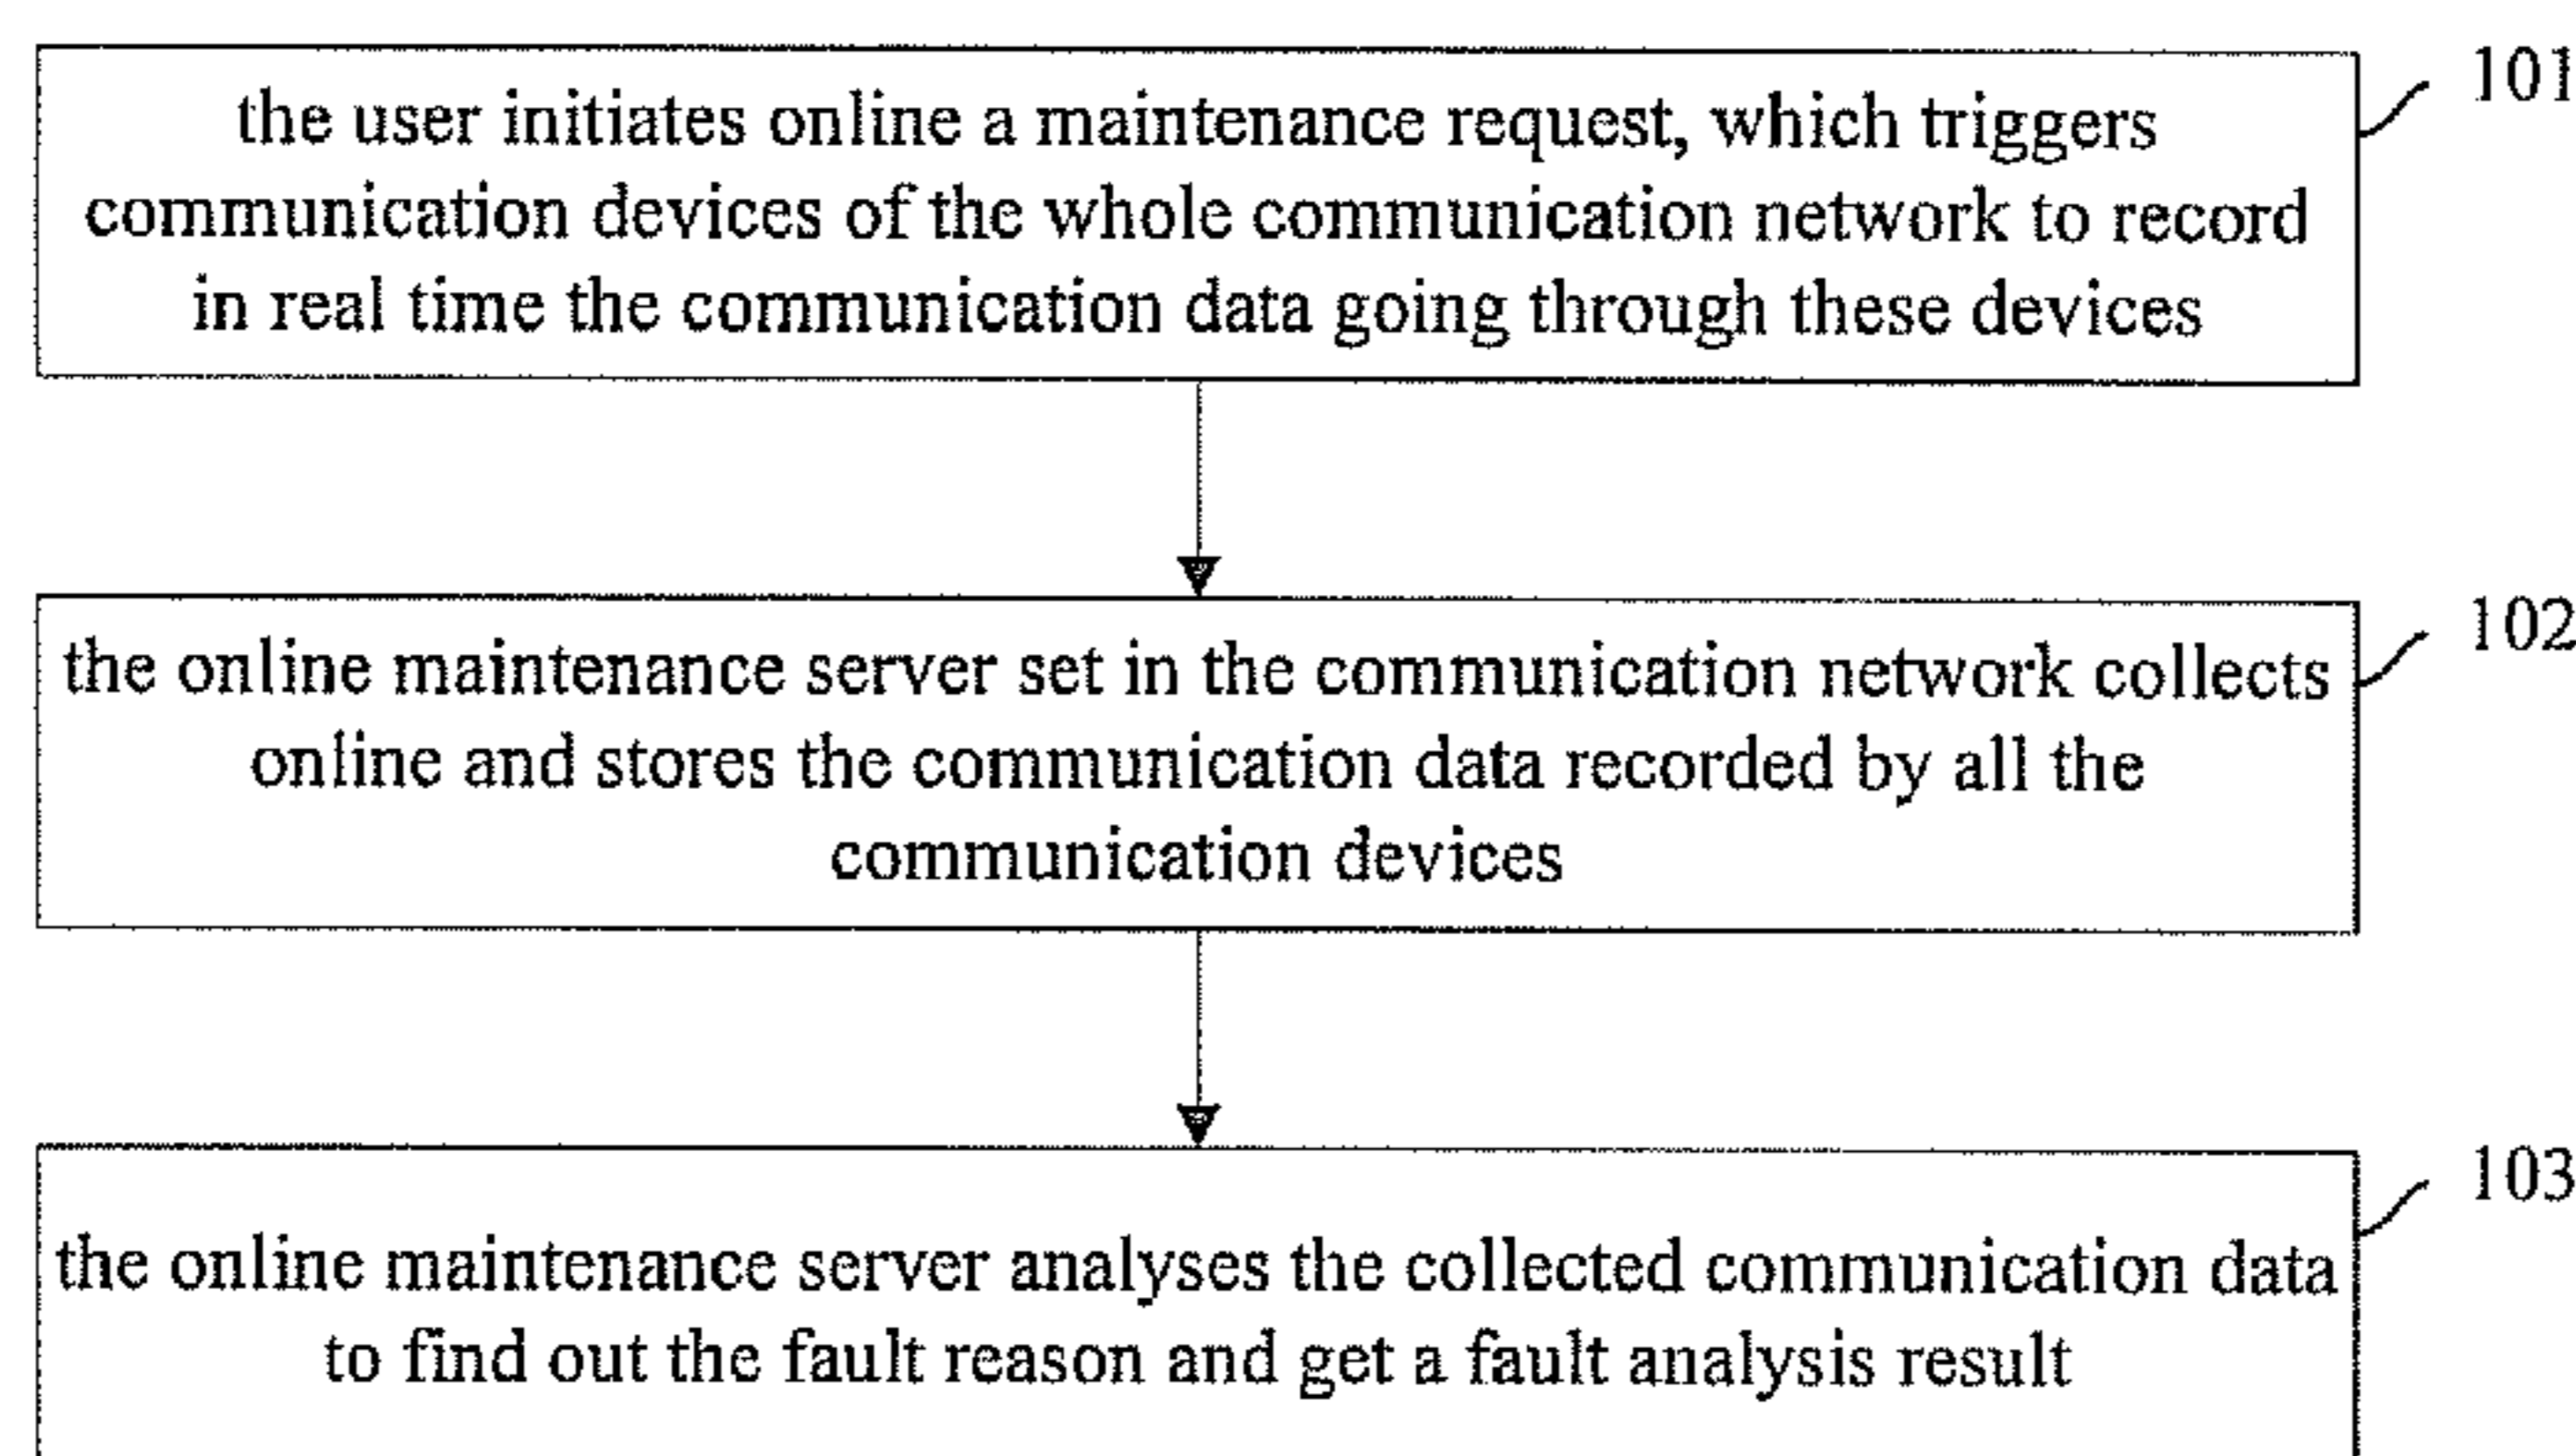 the user initiates online a maintenance request, which triggers
101
communication devices of the whole communication network to record
in real time the communication data going through these devices
the online maintenance server set in the communication network collects
102
online and stores the communication data recorded by all the
communication devices
the online maintenance server analyses the collected communication data
103
to find out the fault reason and get a fault analysis result